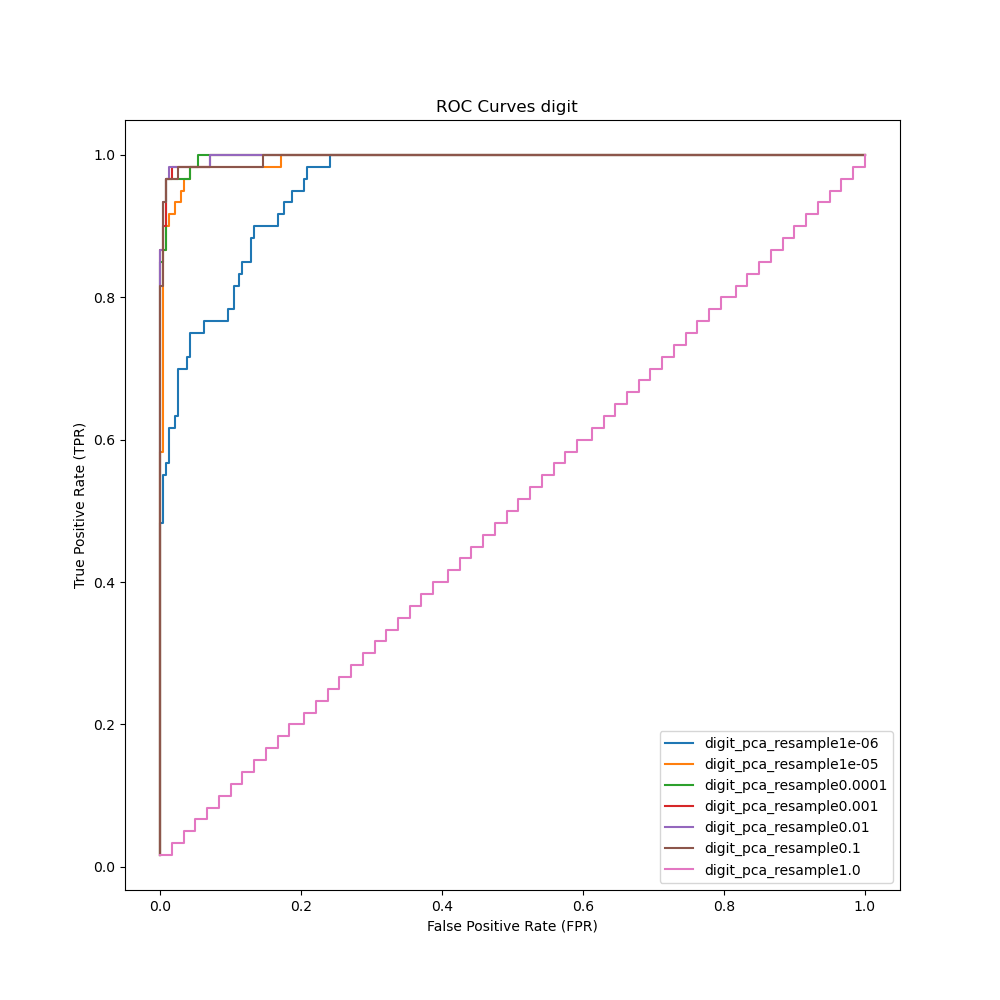 ROC Curves digit
True Positive Rate (TPR)
1.0
0.8
0.6
0.4
0.2
0.0
0.0 0.2 0.4 0.6 0.8 1.0
False Positive Rate (FPR)
digit_pca_resample1e-06
digit_pca_resample1e-05
digit_pca_resample0.0001
digit_pca_resample0.001
digit_pca_resample0.01
digit_pca_resample0.1
digit_pca_resample1.0